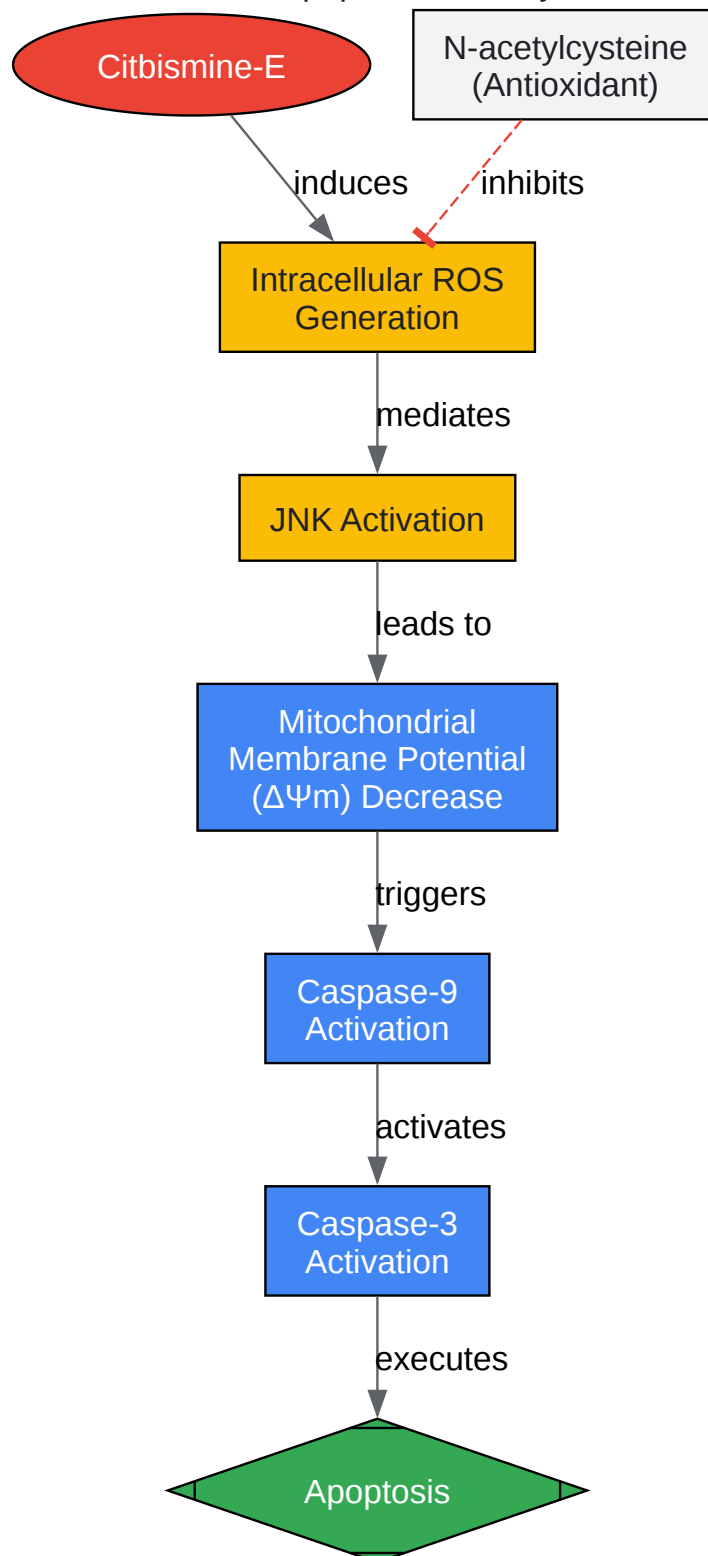 Citbismine-E
N-acetylcysteine
(Antioxidant)
induces
inhibits
Intracellular ROS
Generation
mediates
JNK Activation
leads to
Mitochondrial
Membrane Potential
(ΔΨm) Decrease
triggers
Caspase-9
Activation
activates
Caspase-3
Activation
executes
Apoptosis